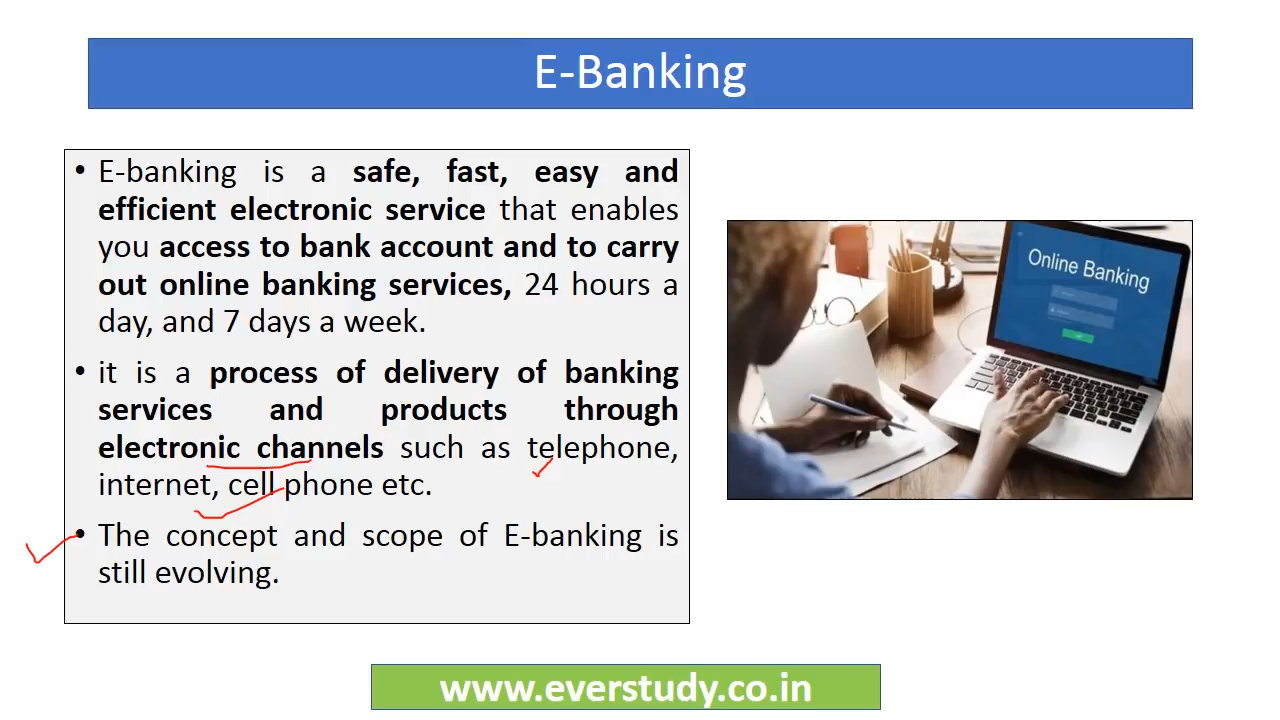 E-Banking
• E-banking is a safe, fast, easy and
efficient electronic service that enables
you access to bank account and to carry
out online banking services, 24 hours a
day, and 7 days a week.
• it is a process of delivery of banking
services and products through
electronic channels such as telephone,
internet, cell phone etc.
• The concept and scope of E-banking is
still evolving.
Online Banking
www.everstudy.co.in